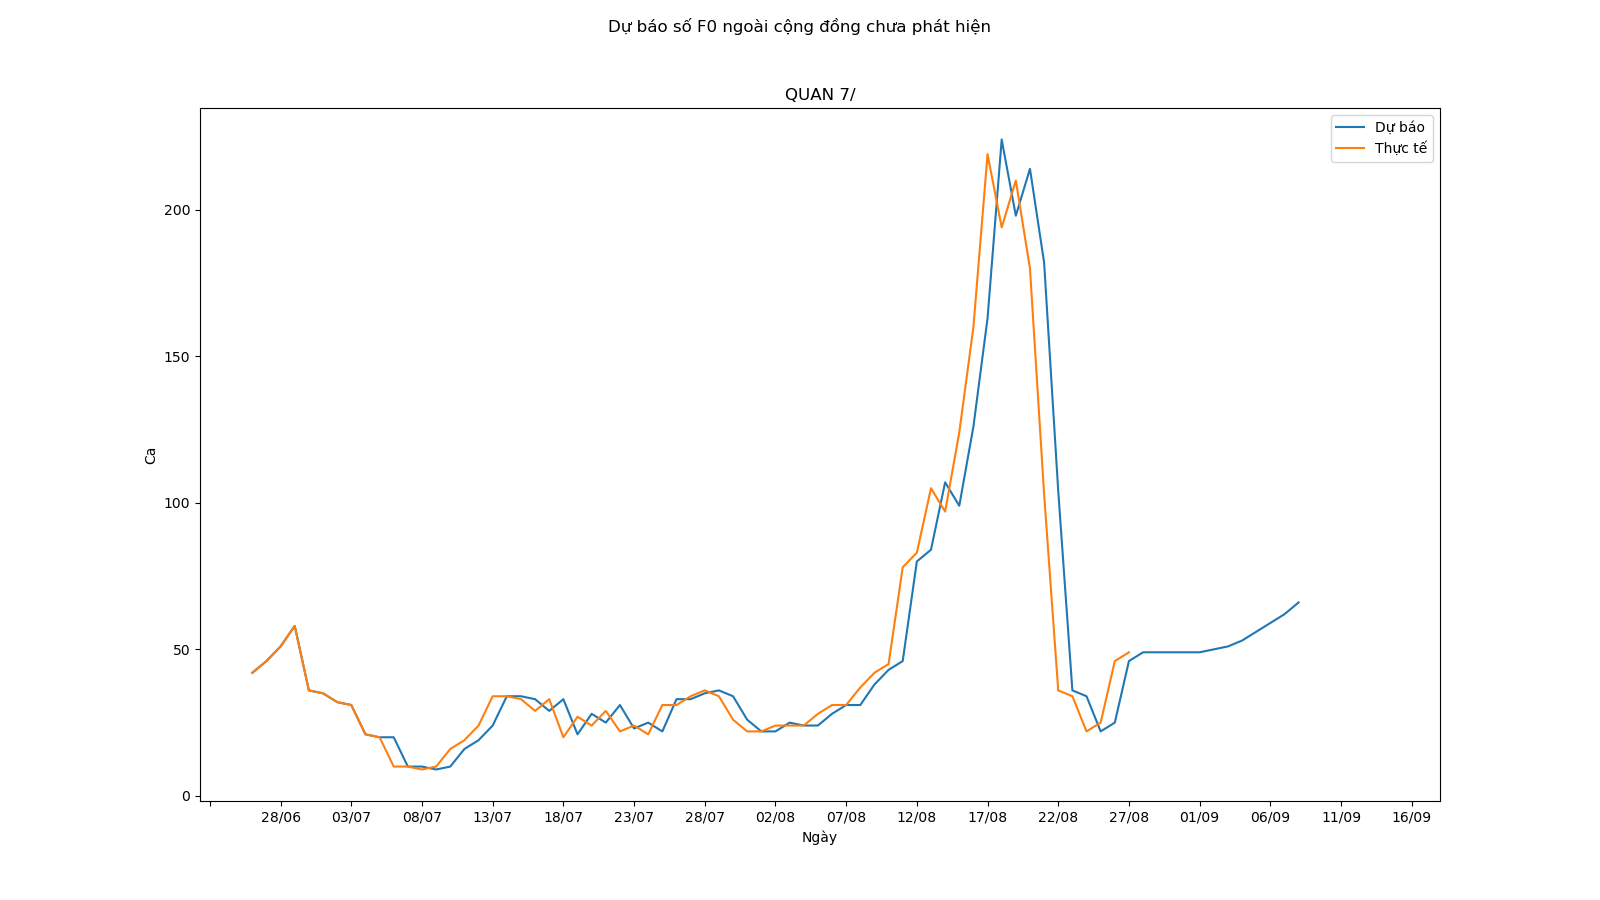 Dự báo số F0 ngoài cộng đồng chưa phát hiện
QUAN 7/
Dự báo
Thực tế
200
150
100
50
0
Ca
28/06 03/07 08/07 13/07 18/07 23/07 28/07 02/08 07/08 12/08 17/08 22/08 27/08 01/09 06/09 11/09 16/09
Ngày